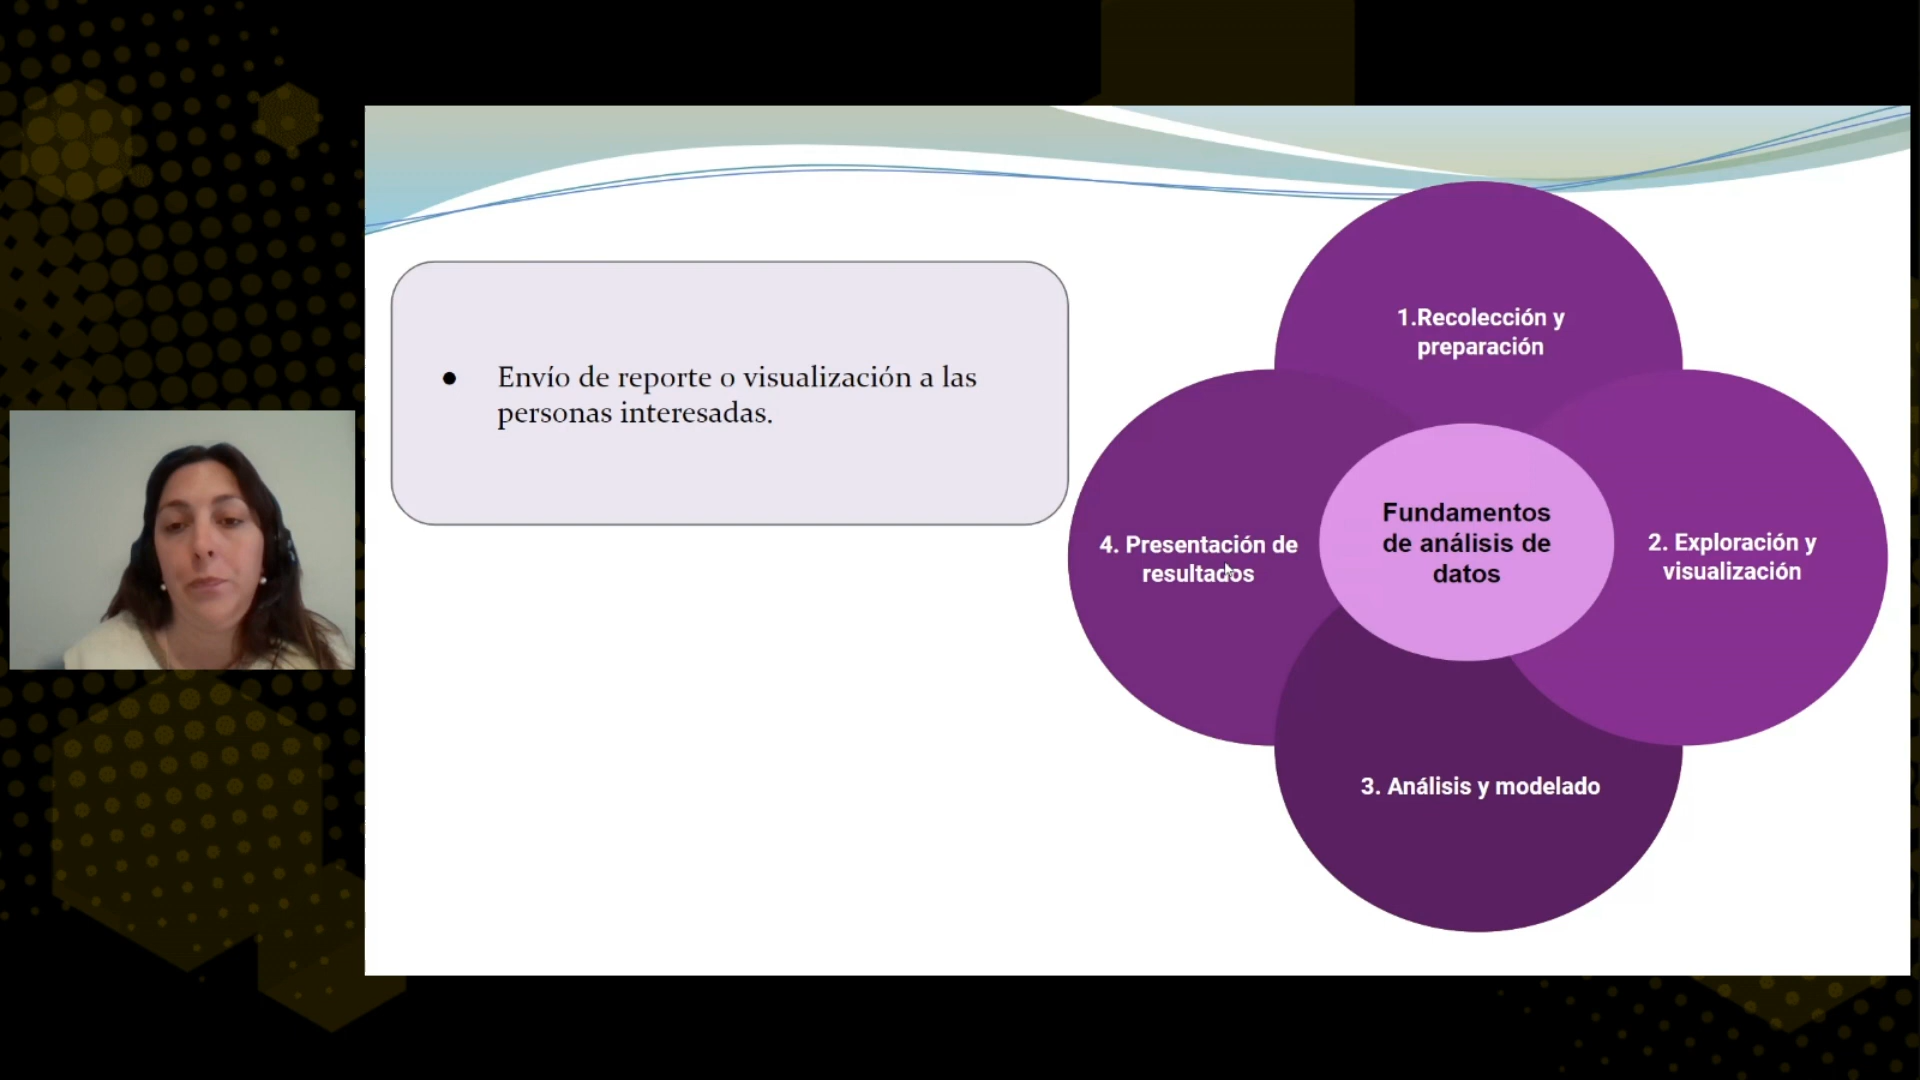 ● Envío de reporte o visualización a las
personas interesadas.
1.Recolección y
preparación
4. Presentación de
resultados
Fundamentos
de análisis de
datos
2. Exploración y
visualización
3. Análisis y modelado